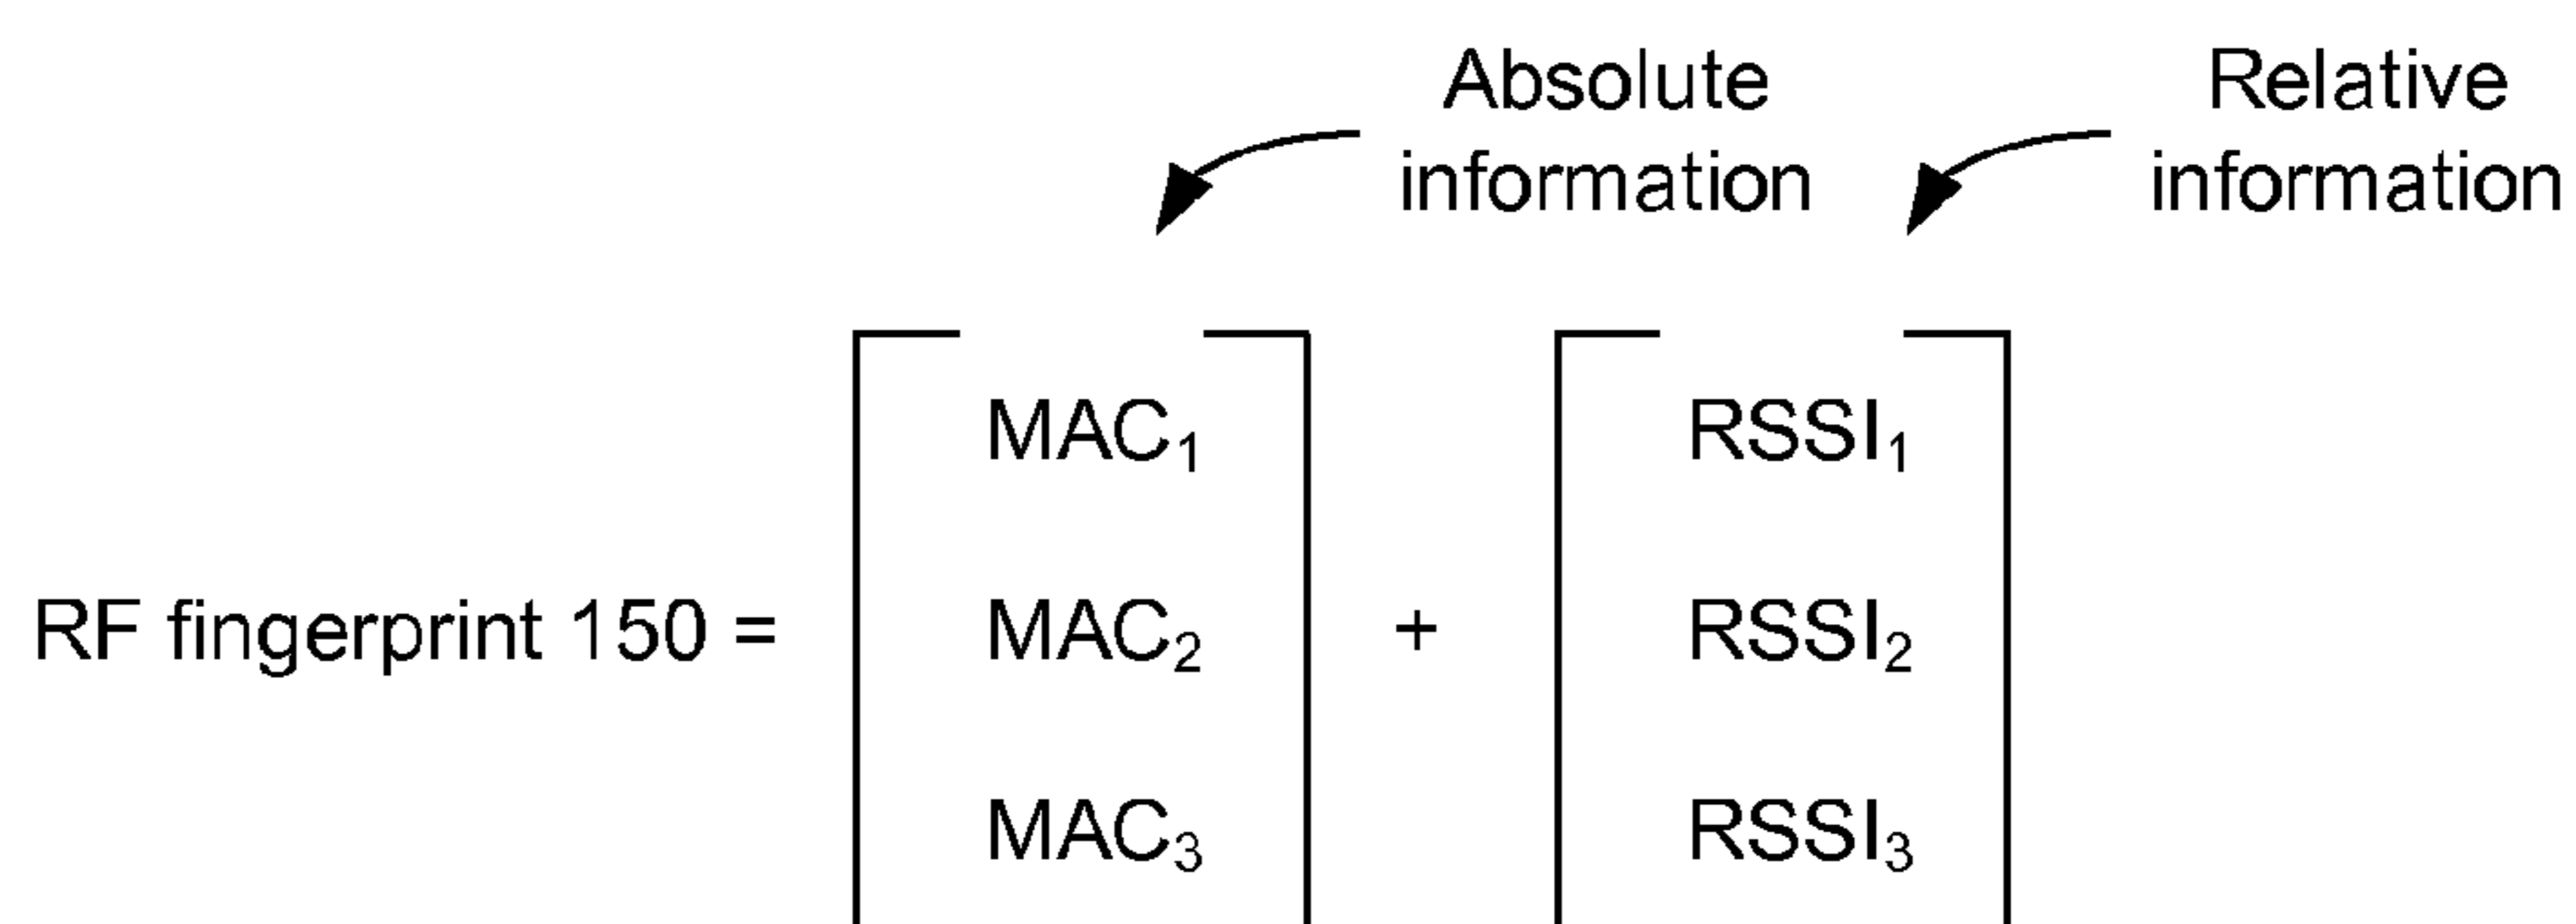 Absolute information
Relative information
MAC₁ RSSI₁
RF fingerprint 150 = MAC₂ + RSSI₂
MAC₃ RSSI₃